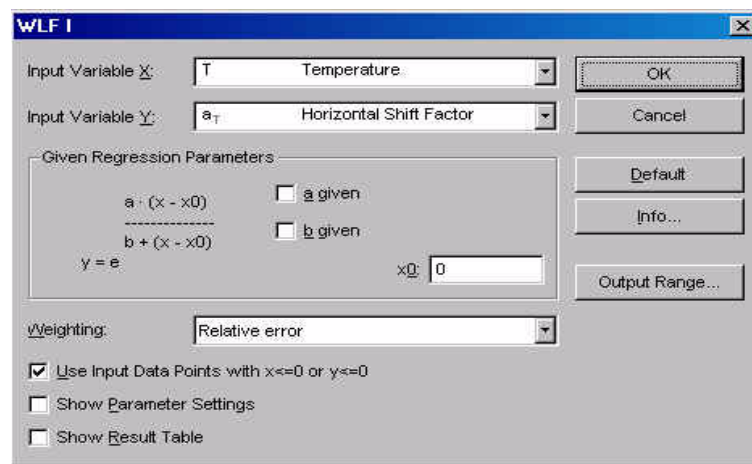 WLF I
Input Variable X: T Temperature
OK
Input Variable Y: aT Horizontal Shift Factor
Cancel
Given Regression Parameters
a · (x - x0)
--------------
b + (x - x0)
y = e
a given
b given
x0: 0
Default
Info...
Output Range...
Weighting: Relative error
Use Input Data Points with x<=0 or y<=0
Show Parameter Settings
Show Result Table